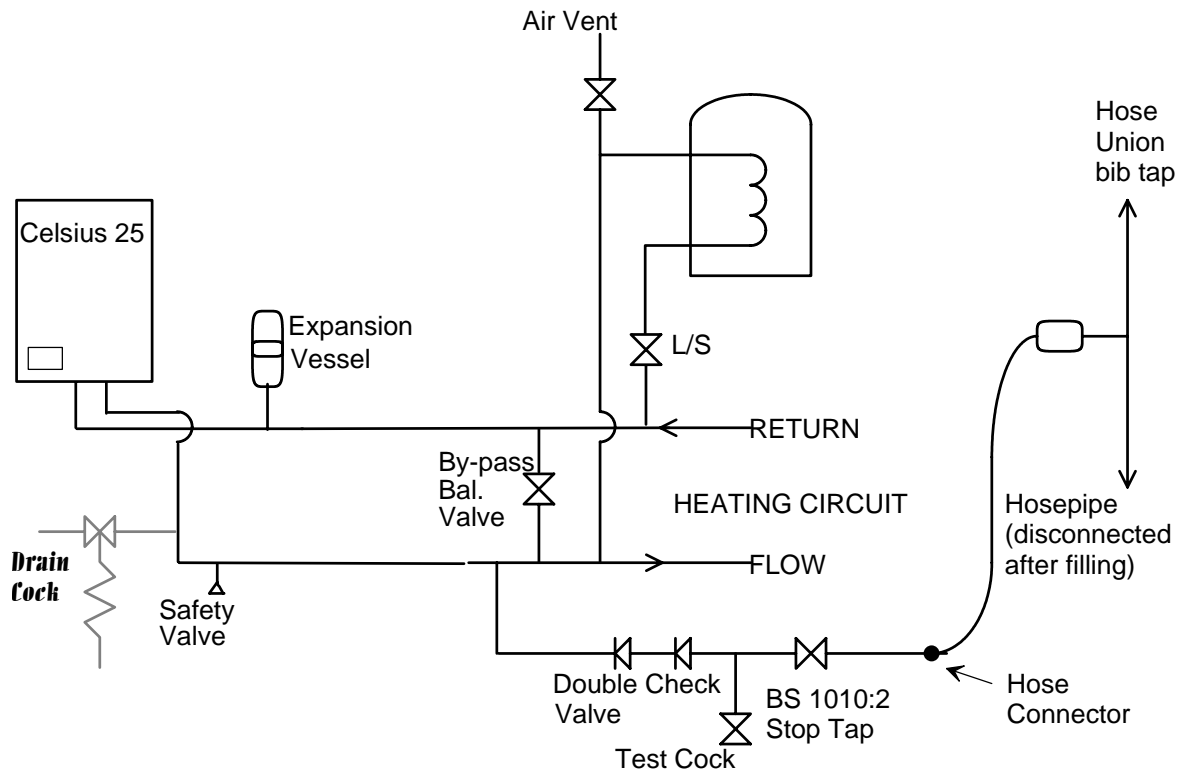 Air Vent
Hose
Union
bib tap
Celsius 25
Expansion
Vessel
L/S
RETURN
By-pass
Bal.
Valve
HEATING CIRCUIT
Hosepipe
(disconnected
after filling)
Drain
Cock
FLOW
Safety
Valve
Double Check
Valve
BS 1010:2
Stop Tap
Hose
Connector
Test Cock